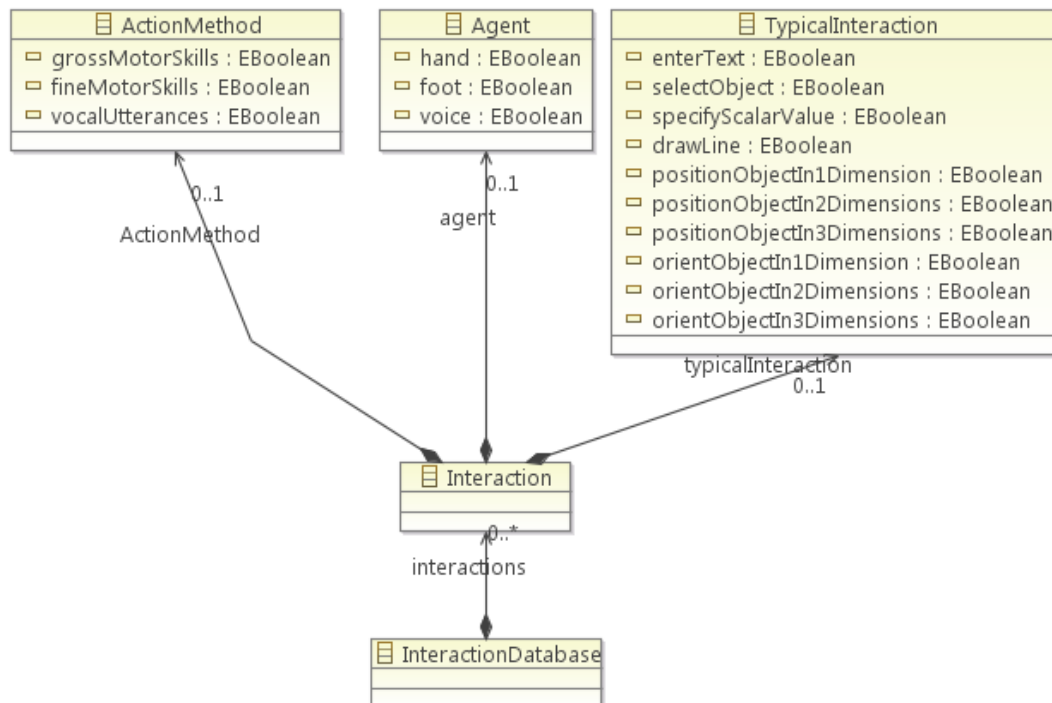 ActionMethod
grossMotorSkills : EBoolean
fineMotorSkills : EBoolean
vocalUtterances : EBoolean
Agent
hand : EBoolean
foot : EBoolean
voice : EBoolean
TypicalInteraction
enterText : EBoolean
selectObject : EBoolean
specifyScalarValue : EBoolean
drawLine : EBoolean
positionObjectIn1Dimension : EBoolean
positionObjectIn2Dimensions : EBoolean
positionObjectIn3Dimensions : EBoolean
orientObjectIn1Dimension : EBoolean
orientObjectIn2Dimensions : EBoolean
orientObjectIn3Dimensions : EBoolean
0..1
ActionMethod
0..1
agent
typicalInteraction
0..1
Interaction
0..*
interactions
InteractionDatabase